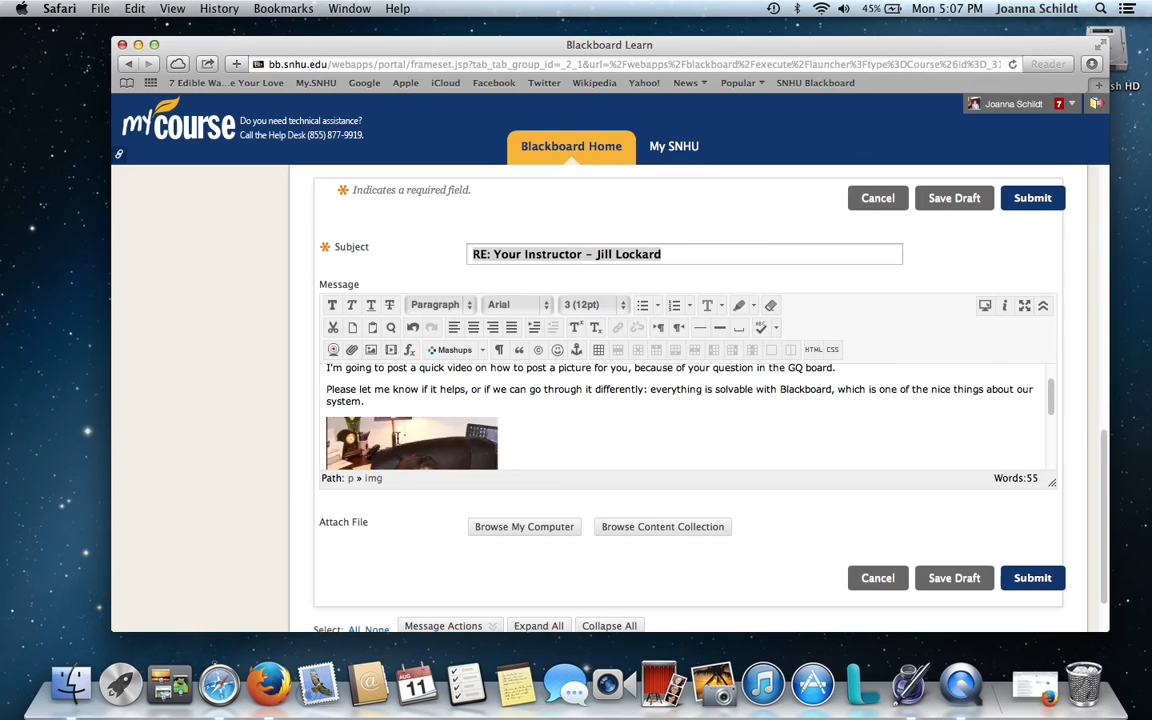 Safari File Edit View History Bookmarks Window Help 45% Mon 5:07 PM Joanna Schildt
Blackboard Learn
bb.snhu.edu/webapps/portal/frameset.jsp?tab_tab_group_id=_2_1&url=%2Fwebapps%2Fblackboard%2Fexecute%2Flauncher%3Ftype%3DCourse%26id%3D_31 Reader
7 Edible Wa...e Your Love My.SNHU Google Apple iCloud Facebook Twitter Wikipedia Yahoo! News Popular SNHU Blackboard
sh HD
Joanna Schildt 7
my course
Do you need technical assistance?
Call the Help Desk (855) 877-9919.
Blackboard Home My SNHU
Indicates a required field.
Cancel Save Draft Submit
Subject RE: Your Instructor - Jill Lockard
Message
T T T T Paragraph Arial 3 (12pt) T
ABC
Mashups HTML CSS
I'm going to post a quick video on how to post a picture for you, because of your question in the GQ board.
Please let me know if it helps, or if we can go through it differently: everything is solvable with Blackboard, which is one of the nice things about our
system.
Path: p » img Words:55
Attach File Browse My Computer Browse Content Collection
Cancel Save Draft Submit
Select: All None Message Actions Expand All Collapse All
11